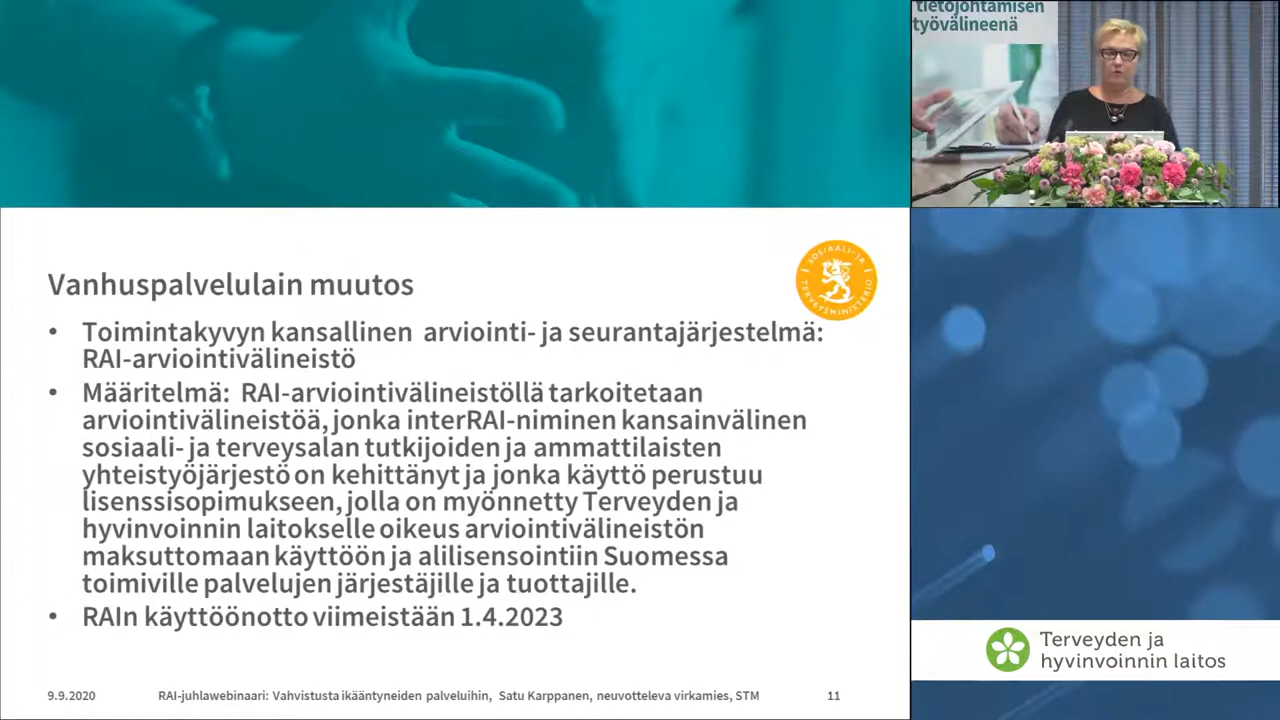 tietojohtamisen
työvälineenä
Vanhuspalvelulain muutos
SOSIAALI- JA
TERVEYSMINISTERIÖ
• Toimintakyvyn kansallinen arviointi- ja seurantajärjestelmä:
RAI-arviointivälineistö
• Määritelmä: RAI-arviointivälineistöllä tarkoitetaan
arviointivälineistöä, jonka interRAI-niminen kansainvälinen
sosiaali- ja terveysalan tutkijoiden ja ammattilaisten
yhteistyöjärjestö on kehittänyt ja jonka käyttö perustuu
lisenssisopimukseen, jolla on myönnetty Terveyden ja
hyvinvoinnin laitokselle oikeus arviointivälineistön
maksuttomaan käyttöön ja alilisensointiin Suomessa
toimiville palvelujen järjestäjille ja tuottajille.
• RAIn käyttöönotto viimeistään 1.4.2023
Terveyden ja
hyvinvoinnin laitos
9.9.2020 RAI-juhlawebinaari: Vahvistusta ikääntyneiden palveluihin, Satu Karppanen, neuvotteleva virkamies, STM 11